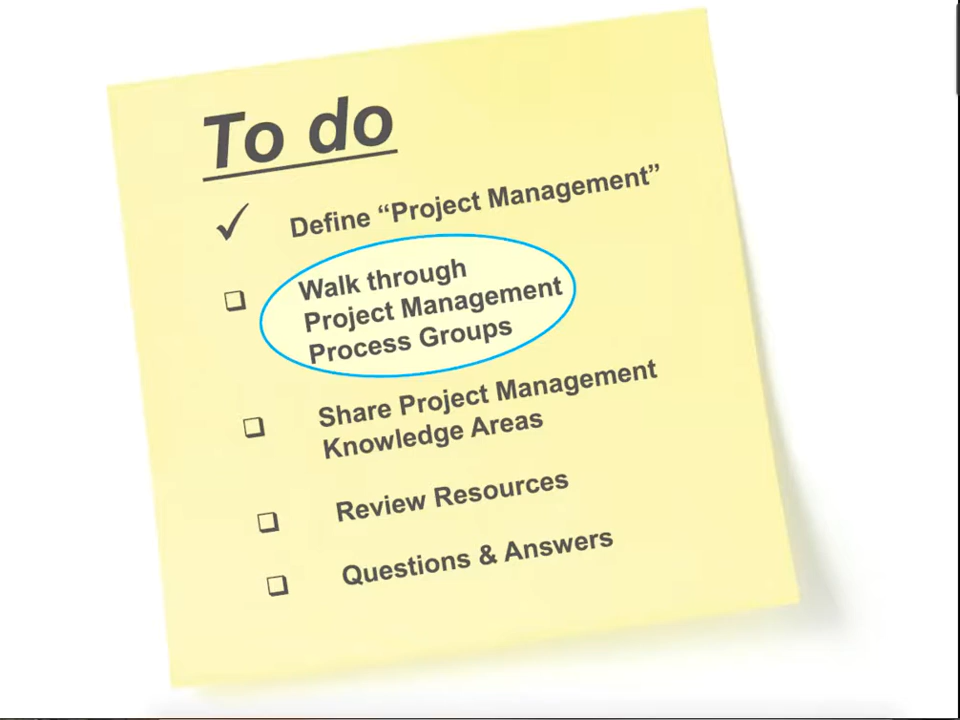 To do
Define “Project Management”
Walk through
Project Management
Process Groups
Share Project Management
Knowledge Areas
Review Resources
Questions & Answers